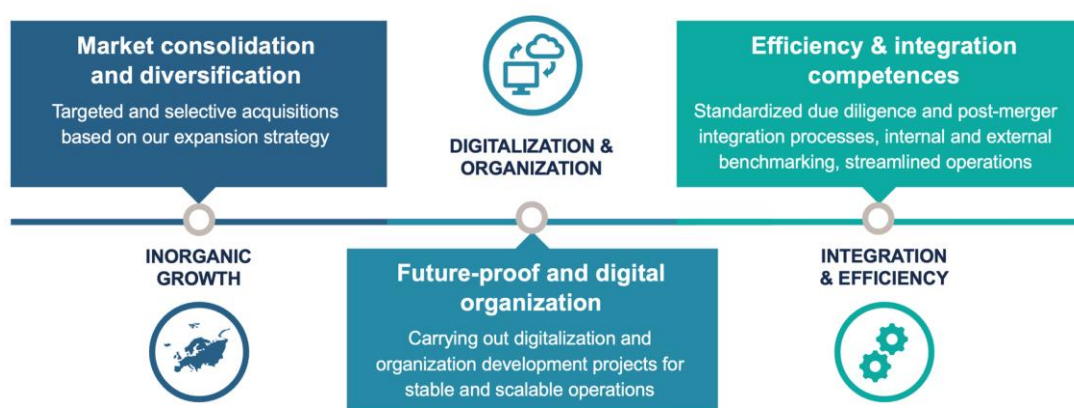 Market consolidation
and diversification
Targeted and selective acquisitions
based on our expansion strategy
INORGANIC
GROWTH
DIGITALIZATION &
ORGANIZATION
Future-proof and digital
organization
Carrying out digitalization and
organization development projects for
stable and scalable operations
Efficiency & integration
competences
Standardized due diligence and post-merger
integration processes, internal and external
benchmarking, streamlined operations
INTEGRATION
& EFFICIENCY